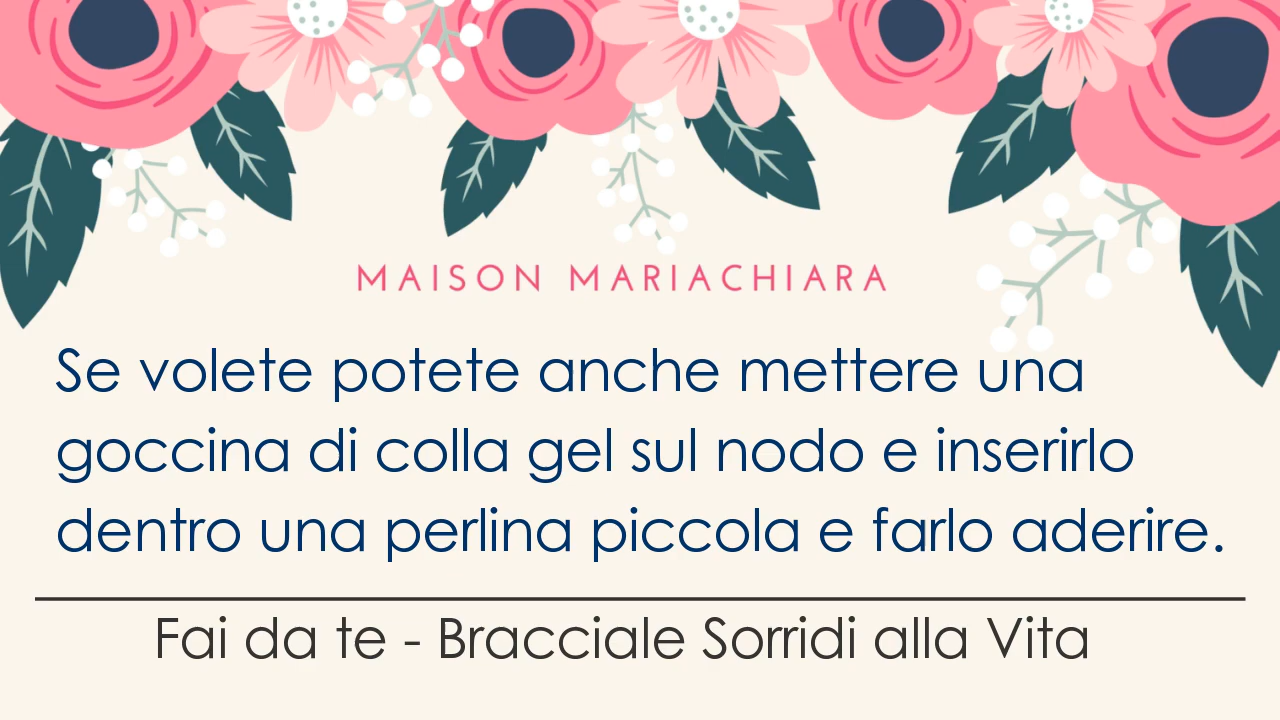 MAISON MARIACHIARA
Se volete potete anche mettere una
goccina di colla gel sul nodo e inserirlo
dentro una perlina piccola e farlo aderire.
Fai da te - Bracciale Sorridi alla Vita